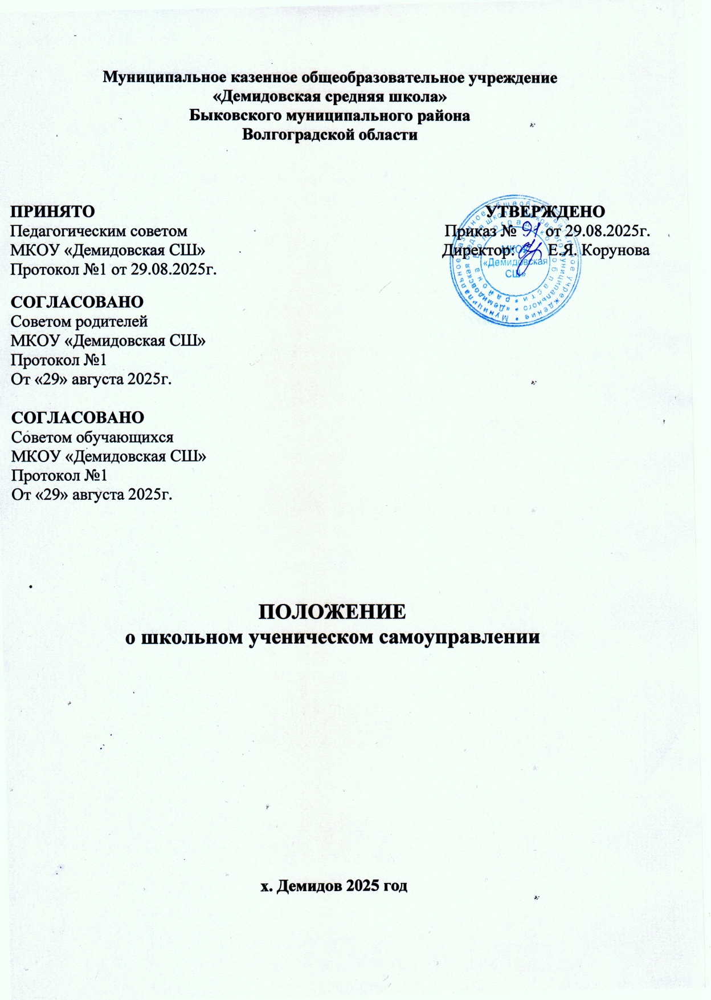 Муниципальное казенное общеобразовательное учреждение
«Демидовская средняя школа»
Быковского муниципального района
Волгоградской области
ПРИНЯТО
Педагогическим советом
МКОУ «Демидовская СШ»
Протокол №1 от 29.08.2025г.
УТВЕРЖДЕНО
Приказ № 91 от 29.08.2025г.
Директор: Е.Я. Корунова
МКОУ
«Демидовская
СШ»
СОГЛАСОВАНО
Советом родителей
МКОУ «Демидовская СШ»
Протокол №1
От «29» августа 2025г.
СОГЛАСОВАНО
Советом обучающихся
МКОУ «Демидовская СШ»
Протокол №1
От «29» августа 2025г.
ПОЛОЖЕНИЕ
о школьном ученическом самоуправлении
х. Демидов 2025 год